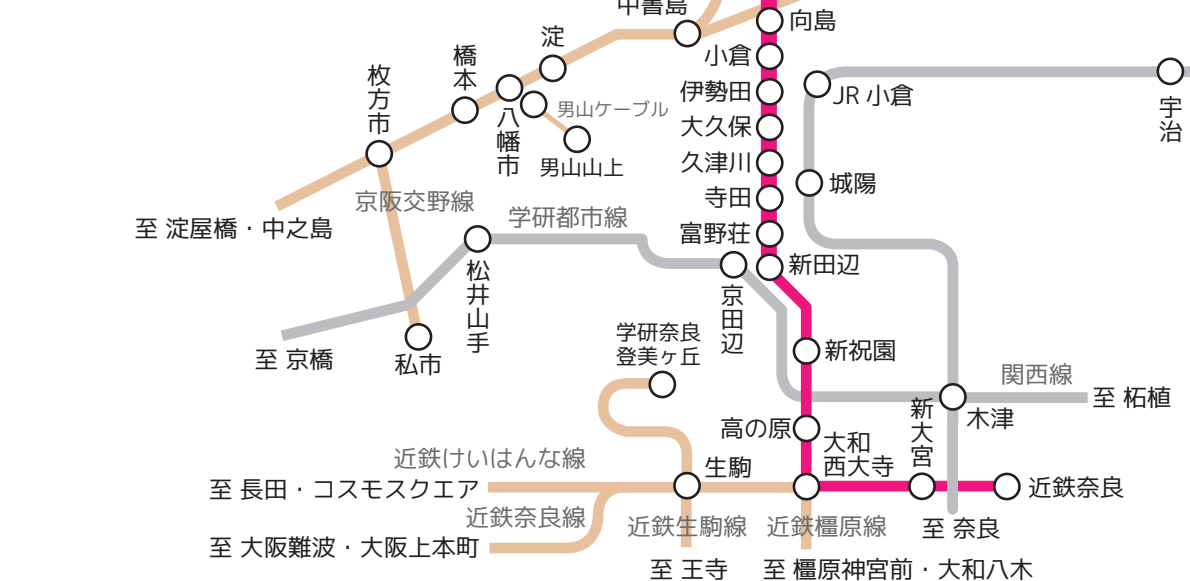 中書島
向島
淀
橋本
小倉
枚方市
伊勢田
JR 小倉
宇治
男山ケーブル
八幡市
大久保
男山山上
久津川
城陽
京阪交野線
寺田
学研都市線
至 淀屋橋・中之島
富野荘
新田辺
松井山手
京田辺
学研奈良
登美ヶ丘
新祝園
至 京橋
私市
関西線
至 柘植
新大宮
木津
高の原
大和
西大寺
近鉄けいはんな線
生駒
至 長田・コスモスクエア
近鉄奈良
近鉄奈良線
近鉄生駒線
近鉄橿原線
至 奈良
至 大阪難波・大阪上本町
至 王寺
至 橿原神宮前・大和八木